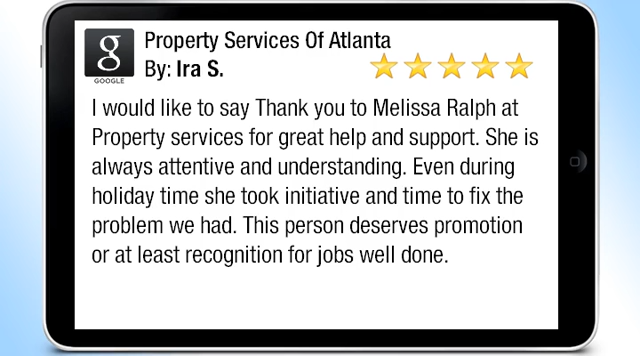 g
GOOGLE
Property Services Of Atlanta
By: Ira S.
I would like to say Thank you to Melissa Ralph at
Property services for great help and support. She is
always attentive and understanding. Even during
holiday time she took initiative and time to fix the
problem we had. This person deserves promotion
or at least recognition for jobs well done.